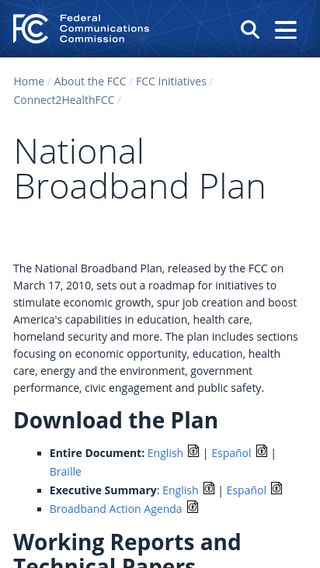 FCC Federal
Communications
Commission
Home / About the FCC / FCC Initiatives /
Connect2HealthFCC /
National
Broadband Plan
The National Broadband Plan, released by the FCC on
March 17, 2010, sets out a roadmap for initiatives to
stimulate economic growth, spur job creation and boost
America's capabilities in education, health care,
homeland security and more. The plan includes sections
focusing on economic opportunity, education, health
care, energy and the environment, government
performance, civic engagement and public safety.
Download the Plan
Entire Document: English | Español |
Braille
Executive Summary: English | Español
Broadband Action Agenda
Working Reports and
Technical Papers